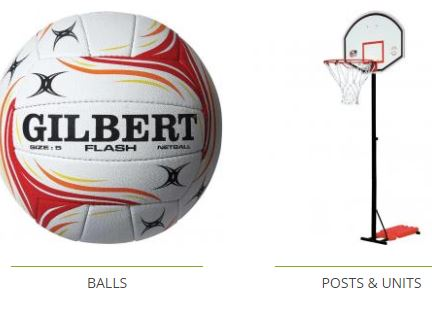 GILBERT
SIZE : 5 FLASH NETBALL
BALLS
POSTS & UNITS